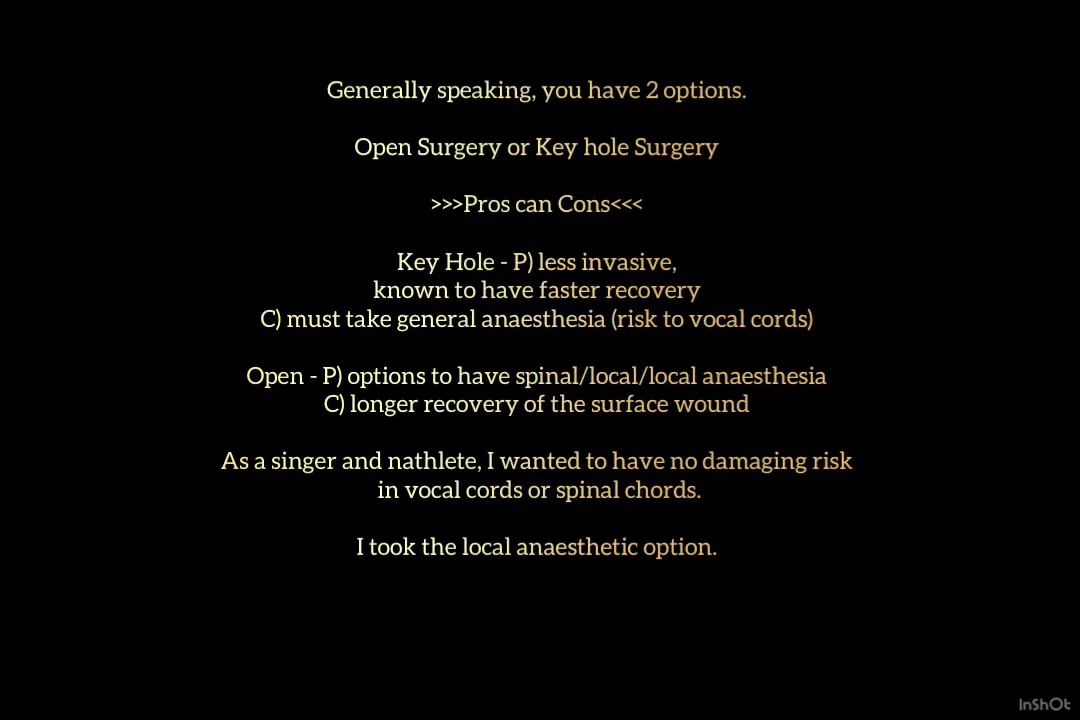 Generally speaking, you have 2 options.
Open Surgery or Key hole Surgery
>>>Pros can Cons<<<
Key Hole - P) less invasive,
known to have faster recovery
C) must take general anaesthesia (risk to vocal cords)
Open - P) options to have spinal/local/local anaesthesia
C) longer recovery of the surface wound
As a singer and nathlete, I wanted to have no damaging risk
in vocal cords or spinal chords.
I took the local anaesthetic option.
InShOt